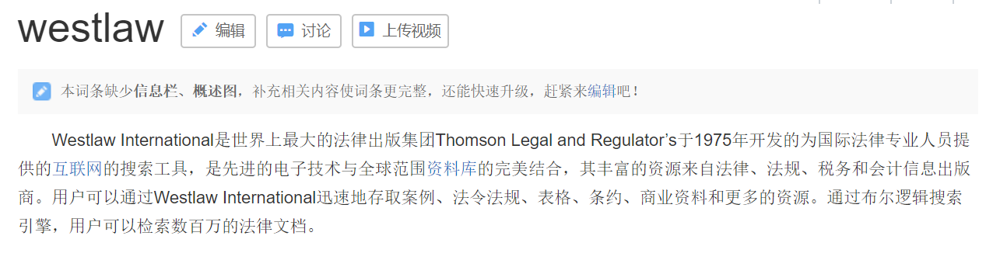 westlaw 编辑 讨论 上传视频
本词条缺少信息栏、概述图，补充相关内容使词条更完整，还能快速升级，赶紧来编辑吧！
Westlaw International是世界上最大的法律出版集团Thomson Legal and Regulator’s于1975年开发的为国际法律专业人员提
供的互联网的搜索工具，是先进的电子技术与全球范围资料库的完美结合，其丰富的资源来自法律、法规、税务和会计信息出版
商。用户可以通过Westlaw International迅速地存取案例、法令法规、表格、条约、商业资料和更多的资源。通过布尔逻辑搜索
引擎，用户可以检索数百万的法律文档。